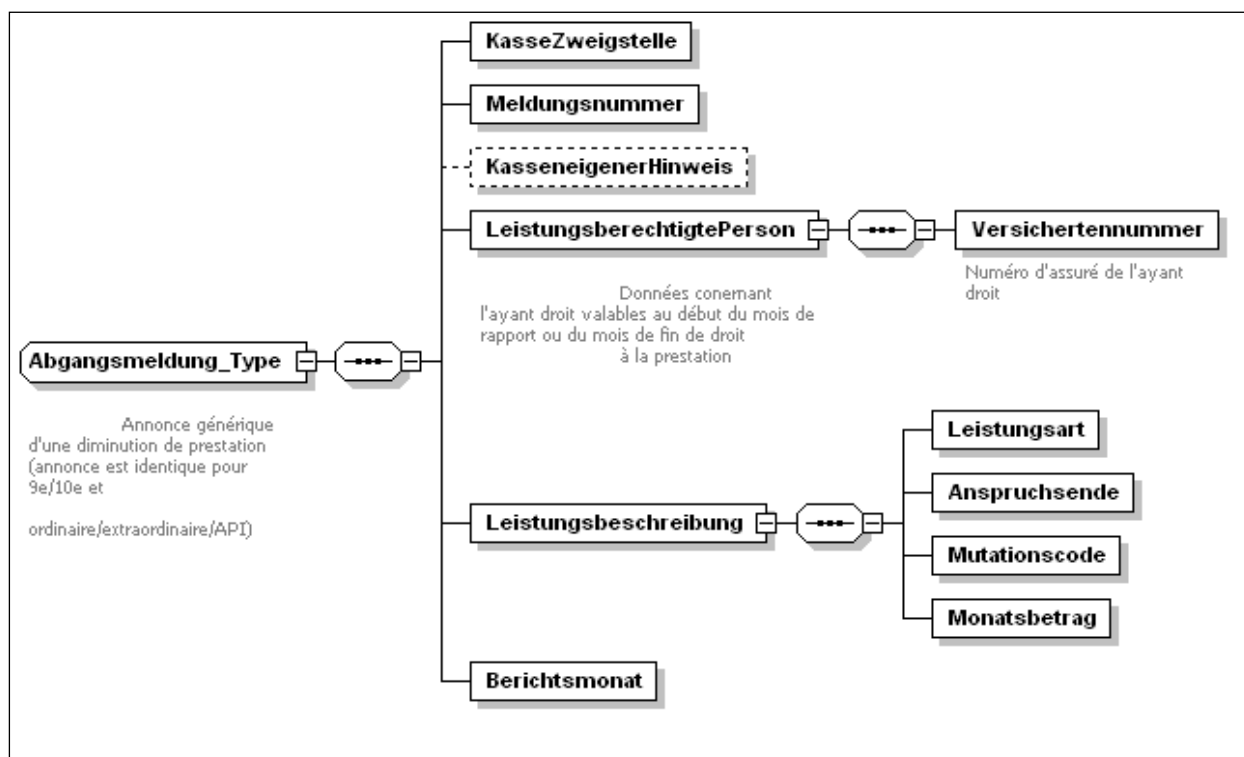 KasseZweigstelle
Meldungsnummer
KasseneigenerHinweis
LeistungsberechtigtePerson
Versichertennummer
Numéro d'assuré de l'ayant
droit
Données conernant
l'ayant droit valables au début du mois de
rapport ou du mois de fin de droit
à la prestation
Abgangsmeldung_Type
Annonce générique
d'une diminution de prestation
(annonce est identique pour
9e/10e et
ordinaire/extraordinaire/API)
Leistungsbeschreibung
Leistungsart
Anspruchsende
Mutationscode
Monatsbetrag
Berichtsmonat